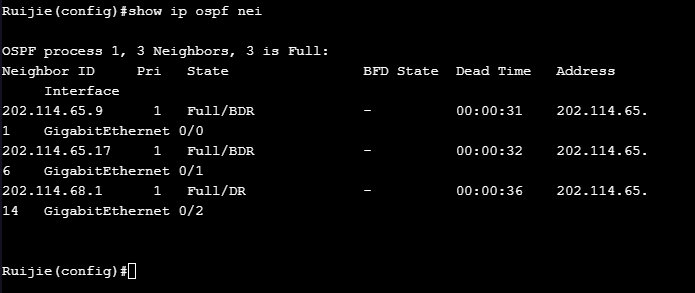 Ruijie(config)#show ip ospf nei
OSPF process 1, 3 Neighbors, 3 is Full:
Neighbor ID     Pri   State                  BFD State  Dead Time   Address
     Interface
202.114.65.9      1   Full/BDR               -          00:00:31    202.114.65.
1    GigabitEthernet 0/0
202.114.65.17     1   Full/BDR               -          00:00:32    202.114.65.
6    GigabitEthernet 0/1
202.114.68.1      1   Full/DR                -          00:00:36    202.114.65.
14   GigabitEthernet 0/2
Ruijie(config)#